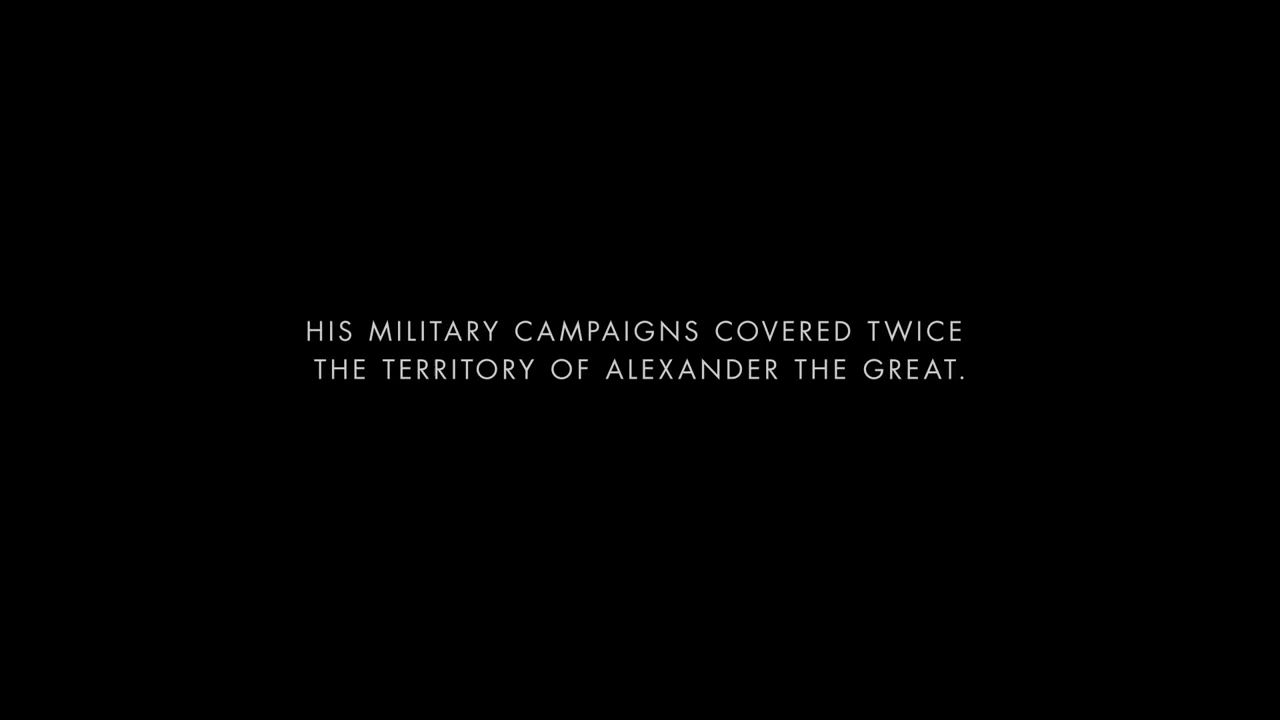 HIS MILITARY CAMPAIGNS COVERED TWICE
THE TERRITORY OF ALEXANDER THE GREAT.